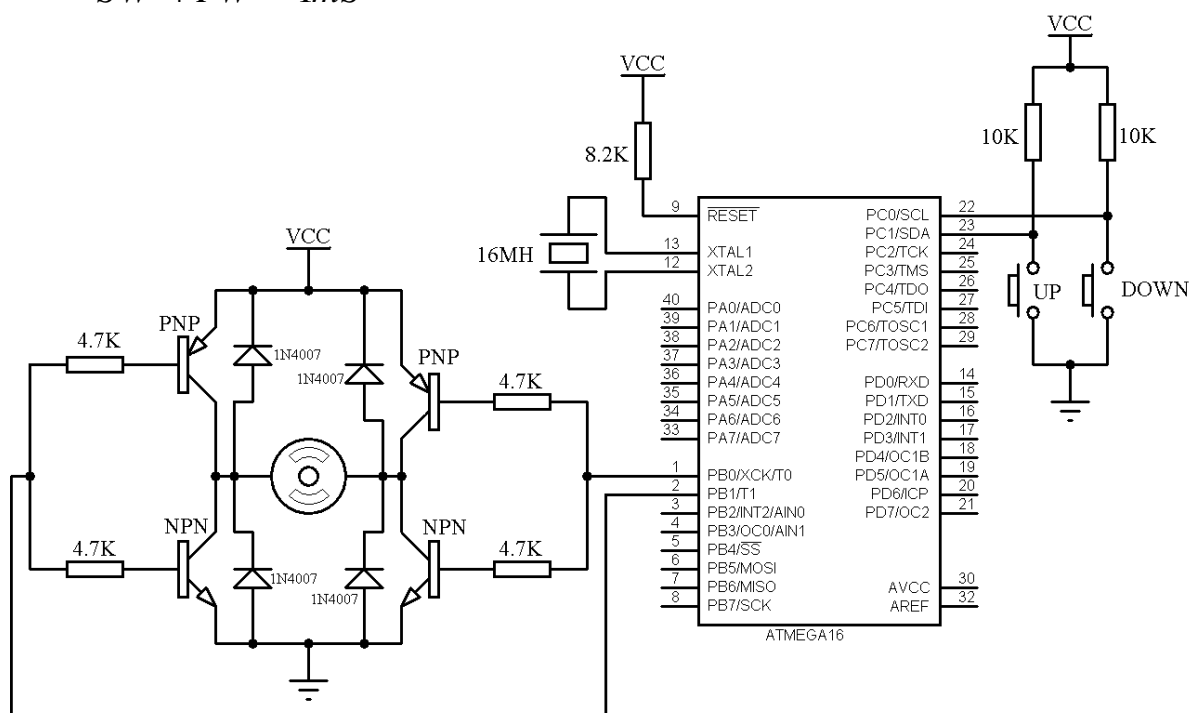 VCC
VCC
8.2K
10K
10K
16MH
UP
DOWN
VCC
PNP
4.7K
1N4007
1N4007
PNP
4.7K
NPN
4.7K
1N4007
1N4007
NPN
4.7K
9 RESET
13 XTAL1
12 XTAL2
40 PA0/ADC0
39 PA1/ADC1
38 PA2/ADC2
37 PA3/ADC3
36 PA4/ADC4
35 PA5/ADC5
34 PA6/ADC6
33 PA7/ADC7
1 PB0/XCK/T0
2 PB1/T1
3 PB2/INT2/AIN0
4 PB3/OC0/AIN1
5 PB4/SS
6 PB5/MOSI
7 PB6/MISO
8 PB7/SCK
PC0/SCL 22
PC1/SDA 23
PC2/TCK 24
PC3/TMS 25
PC4/TDO 26
PC5/TDI 27
PC6/TOSC1 28
PC7/TOSC2 29
PD0/RXD 14
PD1/TXD 15
PD2/INT0 16
PD3/INT1 17
PD4/OC1B 18
PD5/OC1A 19
PD6/ICP 20
PD7/OC2 21
AVCC 30
AREF 32
ATMEGA16